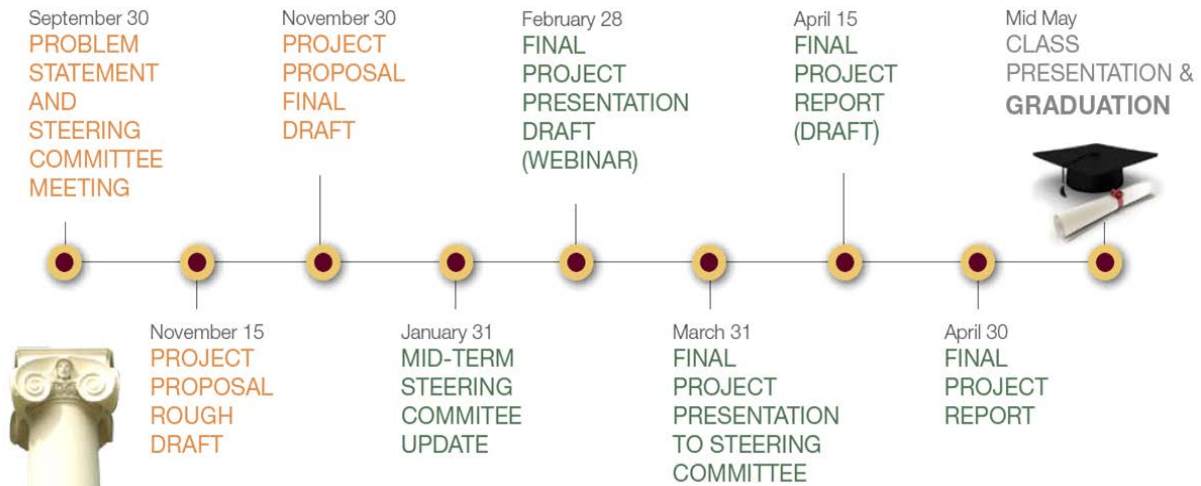 September 30
PROBLEM
STATEMENT
AND
STEERING
COMMITTEE
MEETING
November 15
PROJECT
PROPOSAL
ROUGH
DRAFT
November 30
PROJECT
PROPOSAL
FINAL
DRAFT
January 31
MID-TERM
STEERING
COMMITEE
UPDATE
February 28
FINAL
PROJECT
PRESENTATION
DRAFT
(WEBINAR)
March 31
FINAL
PROJECT
PRESENTATION
TO STEERING
COMMITTEE
April 15
FINAL
PROJECT
REPORT
(DRAFT)
April 30
FINAL
PROJECT
REPORT
Mid May
CLASS
PRESENTATION &
GRADUATION